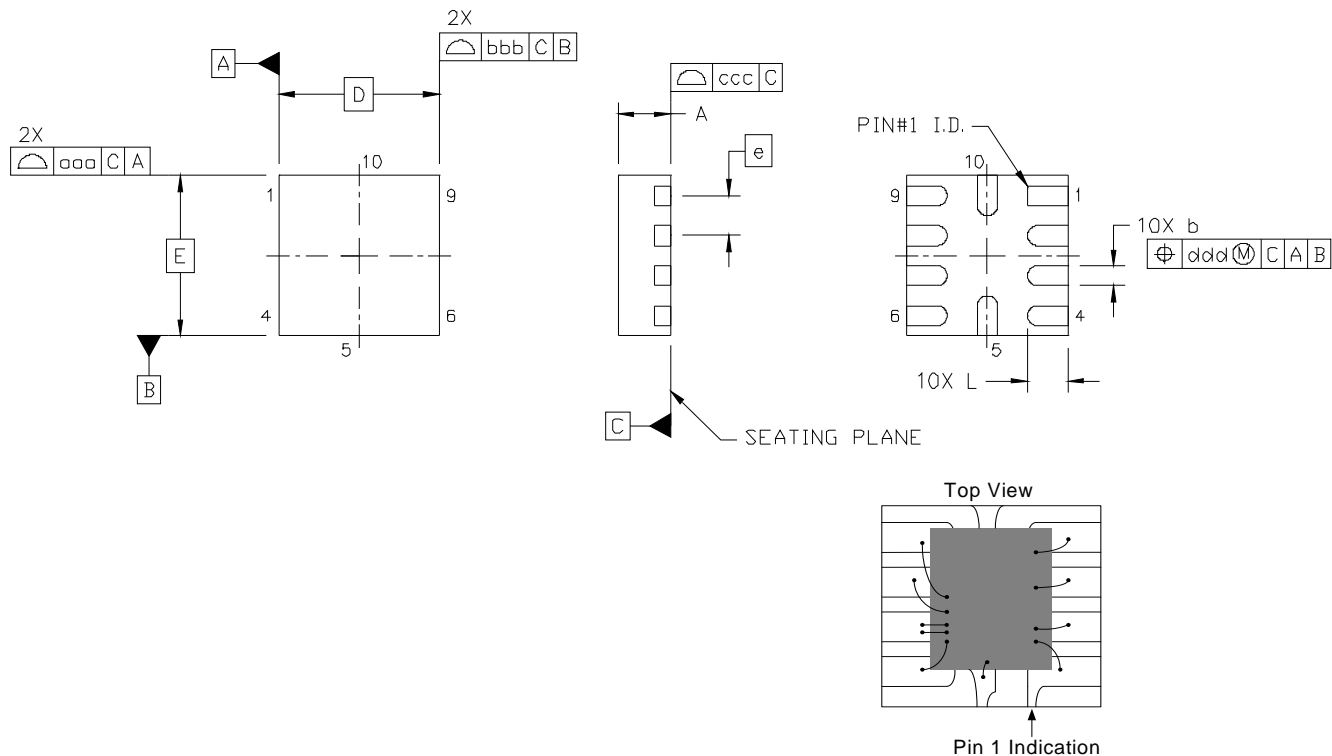 2X
bbb C B
A
D
2X
aaa C A
10
1
9
E
4
6
5
B
ccc C
A
e
C
SEATING PLANE
PIN#1 I.D.
10
9
1
10X b
ddd M C A B
6
4
5
10X L
Top View
Pin 1 Indication